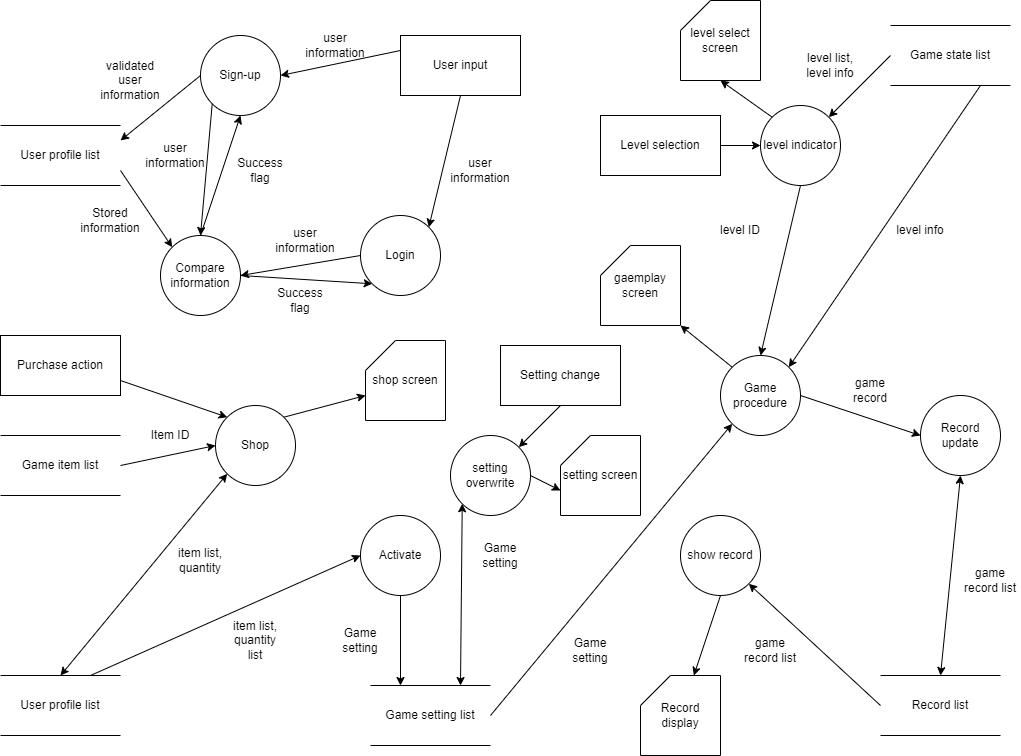 level select
screen
user
information
Game state list
User input
Sign-up
level list,
level info
validated
user
information
Level selection
level indicator
User profile list
user
information
Success
flag
user
information
Stored
information
level ID
level info
user
information
Login
Compare
information
Success
flag
gaemplay
screen
Purchase action
shop screen
Setting change
Game
procedure
game
record
Item ID
Shop
Record
update
Game item list
setting
overwrite
setting screen
item list,
quantity
Activate
Game
setting
show record
game
record list
item list,
quantity
list
Game
setting
Game
setting
game
record list
User profile list
Game setting list
Record
display
Record list